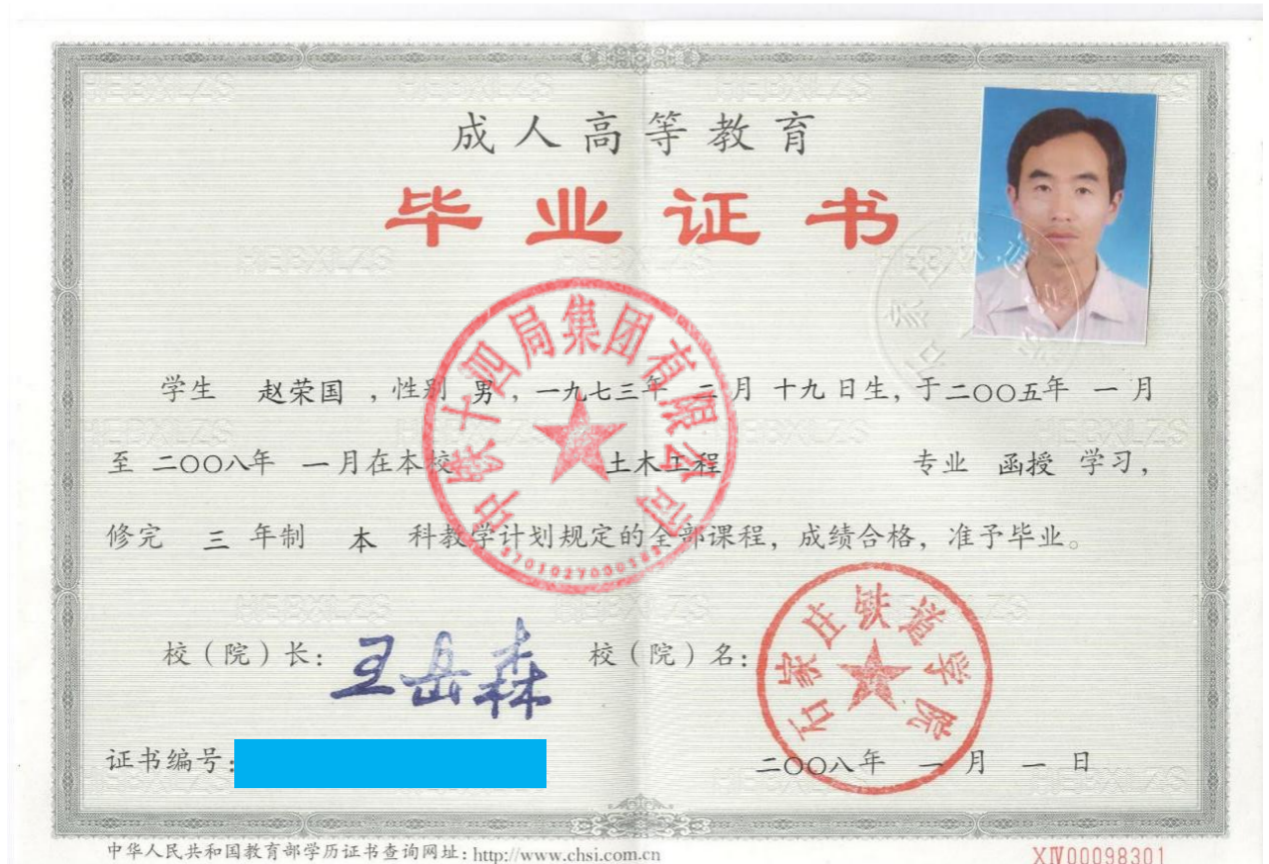 成人高等教育
毕业证书
学生 赵荣国 ，性别 男 ，一九七三年 二月 十九日生，于二〇〇五年 一月
至 二〇〇八年 一月在本校 土木工程 专业 函授 学习，
修完 三 年制 本 科教学计划规定的全部课程，成绩合格，准予毕业。
中铁十四局集团有限公司
校（院）长：王岳森 校（院）名：
石家庄铁道学院
证书编号：
二〇〇八年 一月 一日
中华人民共和国教育部学历证书查询网址：http://www.chsi.com.cn
XIV00098301
HEBXLZS